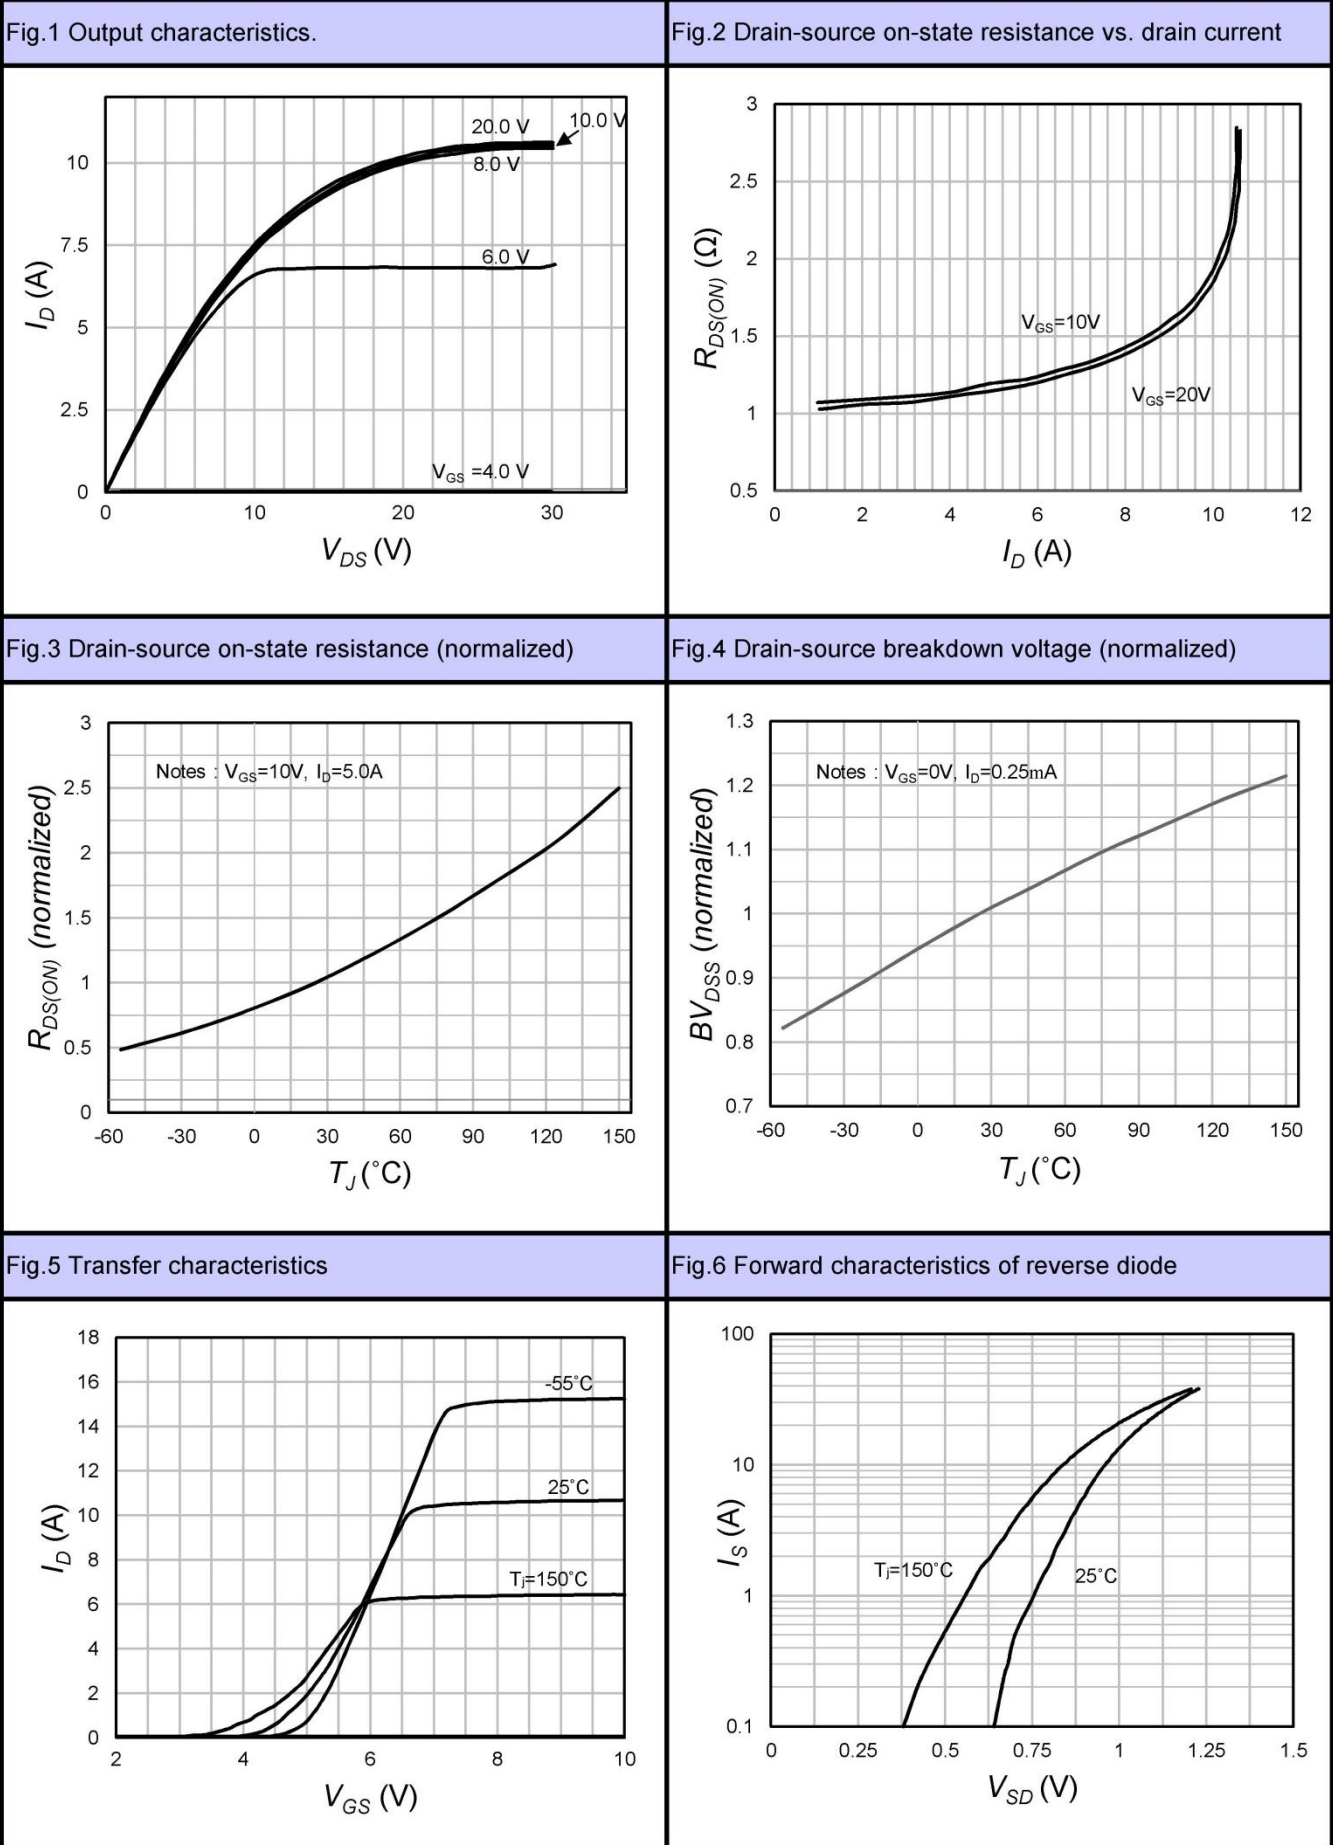 Fig.1 Output characteristics.
Fig.2 Drain-source on-state resistance vs. drain current
10
7.5
5
2.5
0
20.0 V
10.0 V
8.0 V
6.0 V
VGS =4.0 V
0 10 20 30
ID (A)
VDS (V)
3
2.5
2
1.5
1
0.5
VGS=10V
VGS=20V
0 2 4 6 8 10 12
RDS(ON) (Ω)
ID (A)
Fig.3 Drain-source on-state resistance (normalized)
Fig.4 Drain-source breakdown voltage (normalized)
3
2.5
2
1.5
1
0.5
0
Notes : VGS=10V, ID=5.0A
-60 -30 0 30 60 90 120 150
RDS(ON) (normalized)
TJ (˚C)
1.3
1.2
1.1
1
0.9
0.8
0.7
Notes : VGS=0V, ID=0.25mA
-60 -30 0 30 60 90 120 150
BVDSS (normalized)
TJ (˚C)
Fig.5 Transfer characteristics
Fig.6 Forward characteristics of reverse diode
18
16
14
12
10
8
6
4
2
0
-55˚C
25˚C
Tj=150˚C
2 4 6 8 10
ID (A)
VGS (V)
100
10
1
0.1
Tj=150˚C
25˚C
0 0.25 0.5 0.75 1 1.25 1.5
IS (A)
VSD (V)